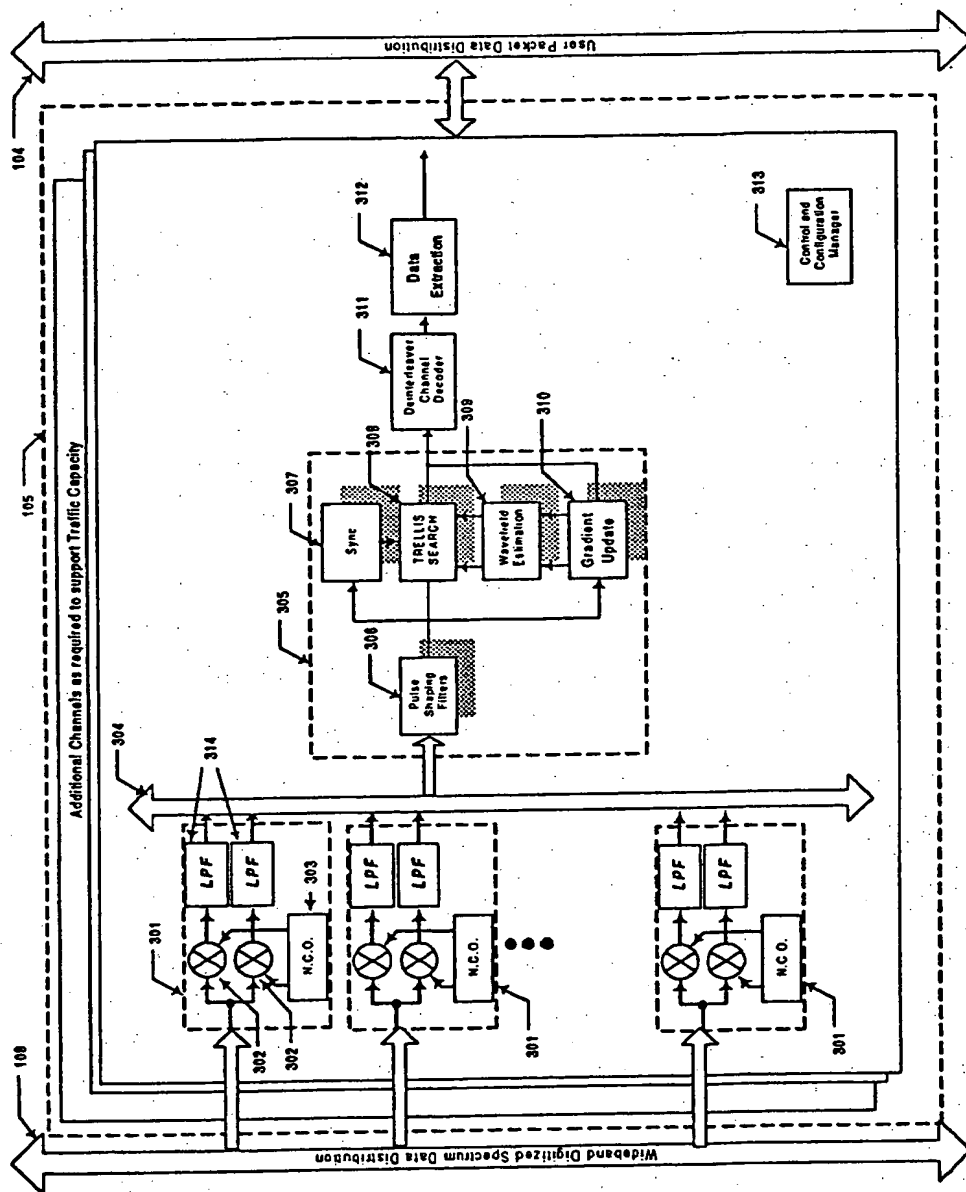 104
User Packet Data Distribution
105
Additional Channels as required to support Traffic Capacity
312
Data
Extraction
311
Deinterleaver
Channel
Decoder
313
Control and
Configuration
Manager
307
Sync
308
TRELLIS
SEARCH
309
Wavefield
Estimation
310
Gradient
Update
305
306
Pulse
Shaping
Filters
304
314
LPF
LPF
303
N.C.O.
301
302
302
LPF
LPF
N.C.O.
301
LPF
LPF
N.C.O.
301
108
Wideband Digitized Spectrum Data Distribution